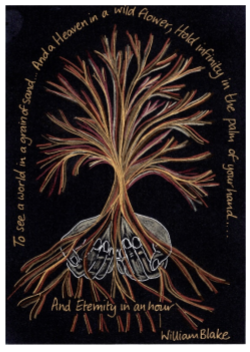 To see a world in a grain of sand... And a Heaven in a wild flower, Hold infinity in the palm of your hand...
And Eternity in an hour
William Blake